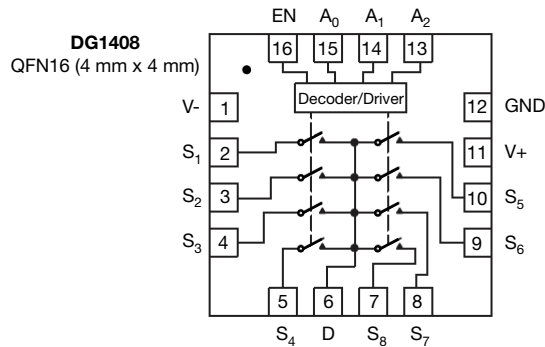 DG1408
QFN16 (4 mm x 4 mm)
EN A₀ A₁ A₂
16 15 14 13
Decoder/Driver
V- 1
12 GND
S₁ 2
11 V+
S₂ 3
10 S₅
S₃ 4
9 S₆
5 6 7 8
S₄ D S₈ S₇